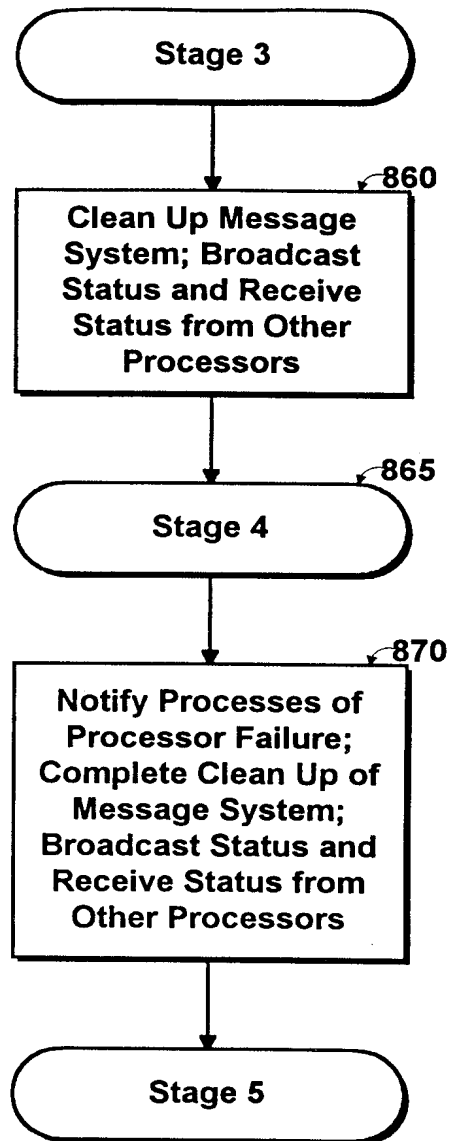 Stage 3
860
Clean Up Message
System; Broadcast
Status and Receive
Status from Other
Processors
865
Stage 4
870
Notify Processes of
Processor Failure;
Complete Clean Up of
Message System;
Broadcast Status and
Receive Status from
Other Processors
Stage 5